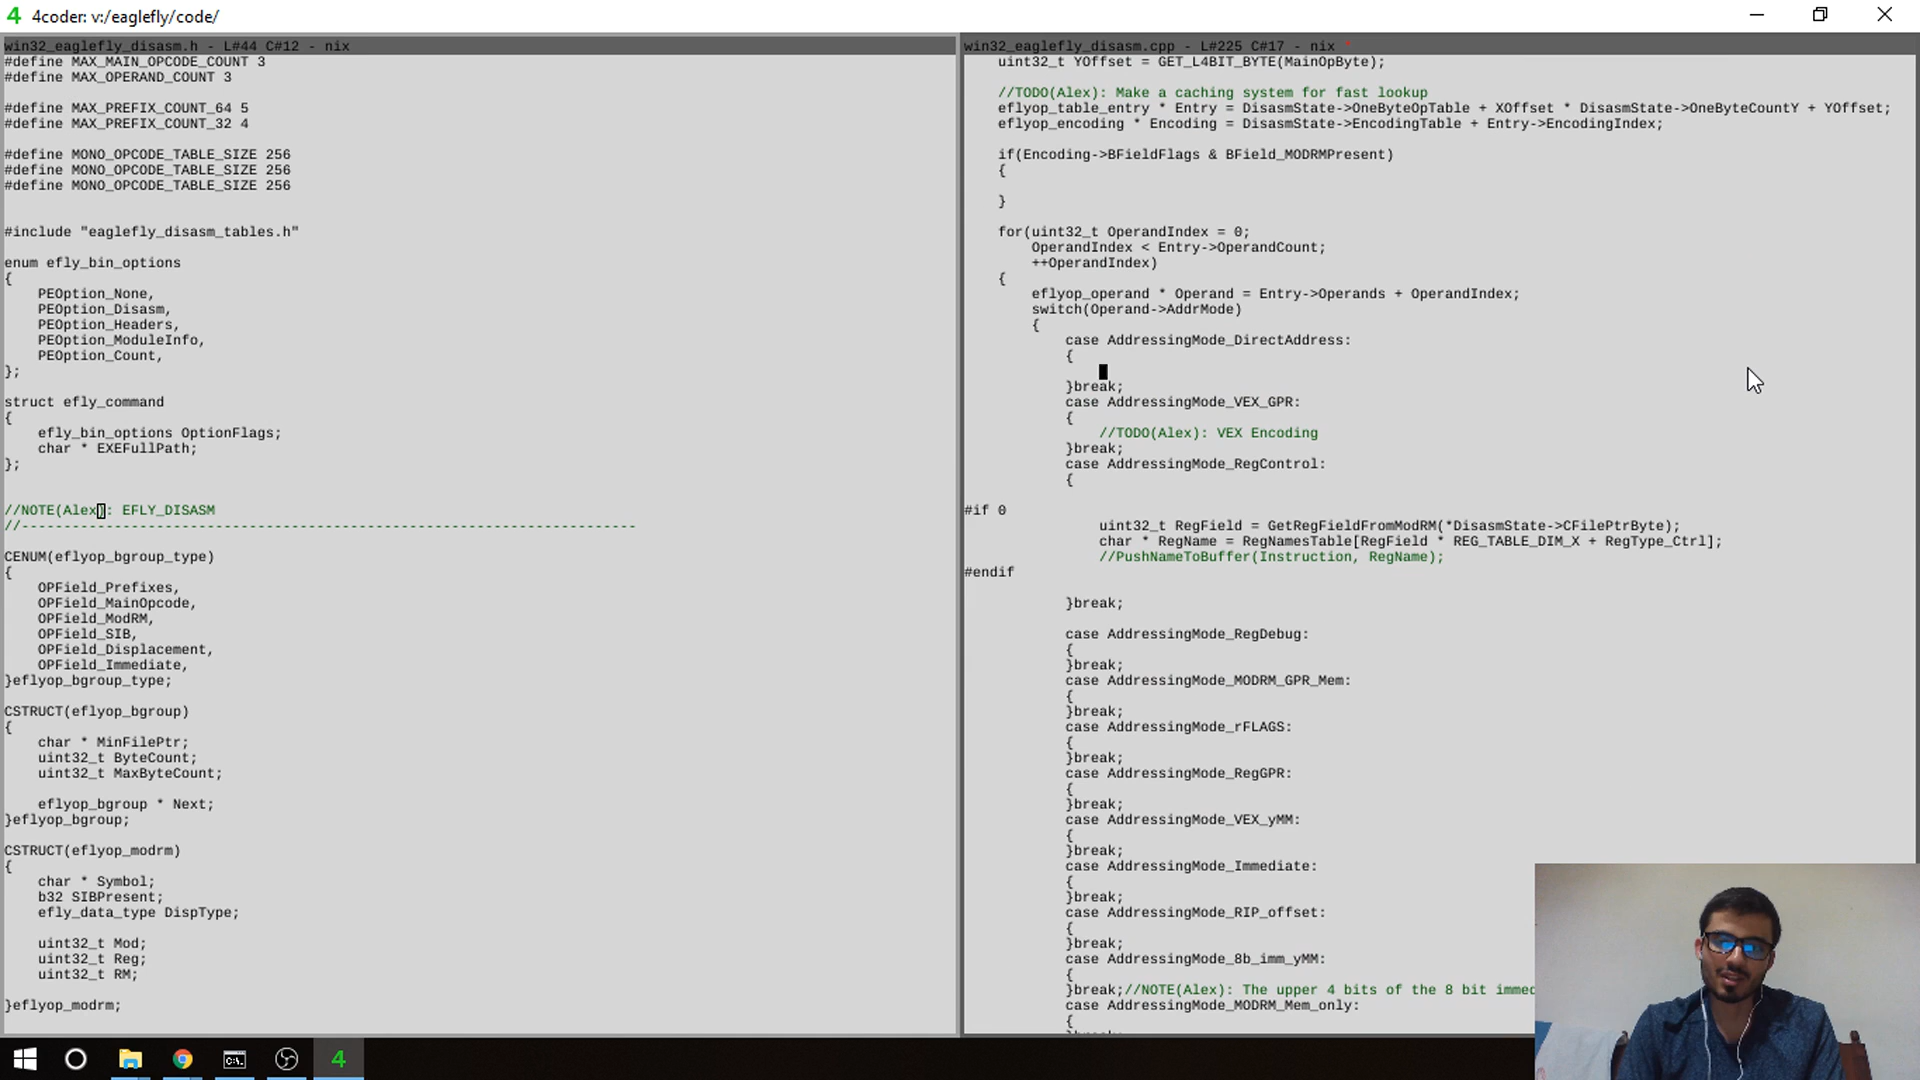 4 4coder: v:/eaglefly/code/
win32_eaglefly_disasm.h - L#44 C#12 - nix
#define MAX_MAIN_OPCODE_COUNT 3
#define MAX_OPERAND_COUNT 3
#define MAX_PREFIX_COUNT_64 5
#define MAX_PREFIX_COUNT_32 4
#define MONO_OPCODE_TABLE_SIZE 256
#define MONO_OPCODE_TABLE_SIZE 256
#define MONO_OPCODE_TABLE_SIZE 256
#include "eaglefly_disasm_tables.h"
enum efly_bin_options
{
PEOption_None,
PEOption_Disasm,
PEOption_Headers,
PEOption_ModuleInfo,
PEOption_Count,
};
struct efly_command
{
efly_bin_options OptionFlags;
char * EXEFullPath;
};
//NOTE(Alex): EFLY_DISASM
//-------------------------------------------------------------------------
CENUM(eflyop_bgroup_type)
{
OPField_Prefixes,
OPField_MainOpcode,
OPField_ModRM,
OPField_SIB,
OPField_Displacement,
OPField_Immediate,
}eflyop_bgroup_type;
CSTRUCT(eflyop_bgroup)
{
char * MinFilePtr;
uint32_t ByteCount;
uint32_t MaxByteCount;
eflyop_bgroup * Next;
}eflyop_bgroup;
CSTRUCT(eflyop_modrm)
{
char * Symbol;
b32 SIBPresent;
efly_data_type DispType;
uint32_t Mod;
uint32_t Reg;
uint32_t RM;
}eflyop_modrm;
win32_eaglefly_disasm.cpp - L#225 C#17 - nix *
uint32_t YOffset = GET_L4BIT_BYTE(MainOpByte);
//TODO(Alex): Make a caching system for fast lookup
eflyop_table_entry * Entry = DisasmState->OneByteOpTable + XOffset * DisasmState->OneByteCountY + YOffset;
eflyop_encoding * Encoding = DisasmState->EncodingTable + Entry->EncodingIndex;
if(Encoding->BFieldFlags & BField_MODRMPresent)
{
}
for(uint32_t OperandIndex = 0;
OperandIndex < Entry->OperandCount;
++OperandIndex)
{
eflyop_operand * Operand = Entry->Operands + OperandIndex;
switch(Operand->AddrMode)
{
case AddressingMode_DirectAddress:
{
}break;
case AddressingMode_VEX_GPR:
{
//TODO(Alex): VEX Encoding
}break;
case AddressingMode_RegControl:
{
#if 0
uint32_t RegField = GetRegFieldFromModRM(*DisasmState->CFilePtrByte);
char * RegName = RegNamesTable[RegField * REG_TABLE_DIM_X + RegType_Ctrl];
//PushNameToBuffer(Instruction, RegName);
#endif
}break;
case AddressingMode_RegDebug:
{
}break;
case AddressingMode_MODRM_GPR_Mem:
{
}break;
case AddressingMode_rFLAGS:
{
}break;
case AddressingMode_RegGPR:
{
}break;
case AddressingMode_VEX_yMM:
{
}break;
case AddressingMode_Immediate:
{
}break;
case AddressingMode_RIP_offset:
{
}break;
case AddressingMode_8b_imm_yMM:
{
}break;//NOTE(Alex): The upper 4 bits of the 8 bit immed
case AddressingMode_MODRM_Mem_only:
{
4